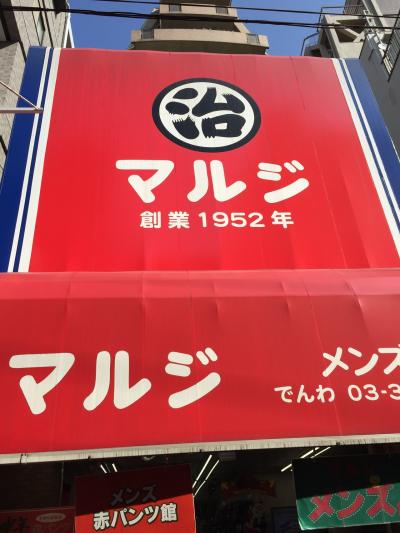 治
マルジ
創業1952年
マルジ
メンズ
でんわ 03-3
メンズ
赤パンツ館
メンズ